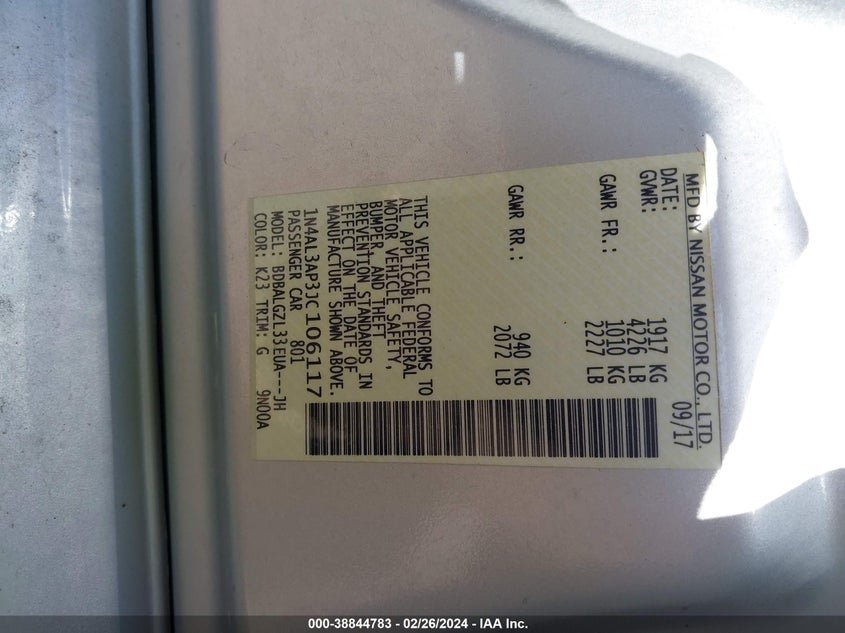 MFD BY NISSAN MOTOR CO., LTD.
DATE: 09/17
GVWR: 1917 KG
4226 LB
GAWR FR.: 1010 KG
2227 LB
GAWR RR.: 940 KG
2072 LB
THIS VEHICLE CONFORMS TO
ALL APPLICABLE FEDERAL
MOTOR VEHICLE SAFETY,
BUMPER, AND THEFT
PREVENTION STANDARDS IN
EFFECT ON THE DATE OF
MANUFACTURE SHOWN ABOVE.
1N4AL3AP3JC106117
PASSENGER CAR 801
MODEL: BDBALGZL33EUA---JH
COLOR: K23 TRIM: G 9N00A
000-38844783 - 02/26/2024 - IAA Inc.